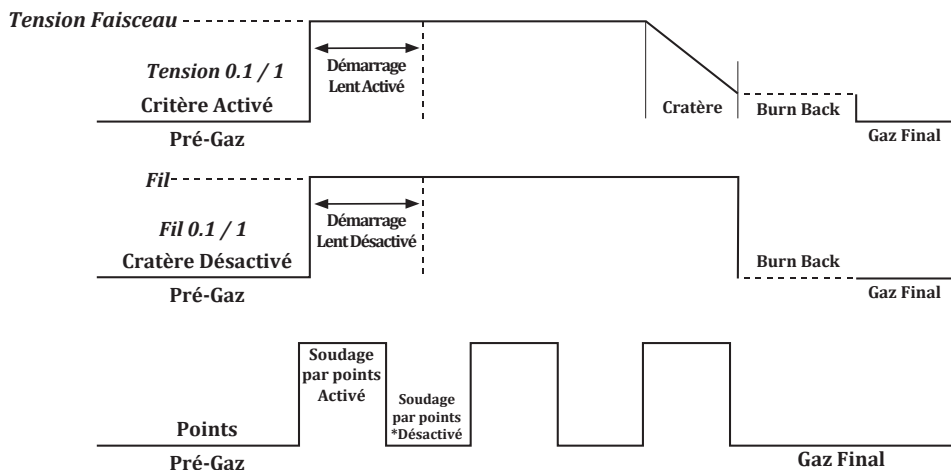 Tension Faisceau
Démarrage
Lent Activé
Tension 0.1 / 1
Critère Activé
Cratère
Burn Back
Pré-Gaz
Gaz Final
Fil
Démarrage
Lent Désactivé
Fil 0.1 / 1
Cratère Désactivé
Burn Back
Pré-Gaz
Gaz Final
Soudage
par points
Activé
Soudage
par points
*Désactivé
Points
Pré-Gaz
Gaz Final